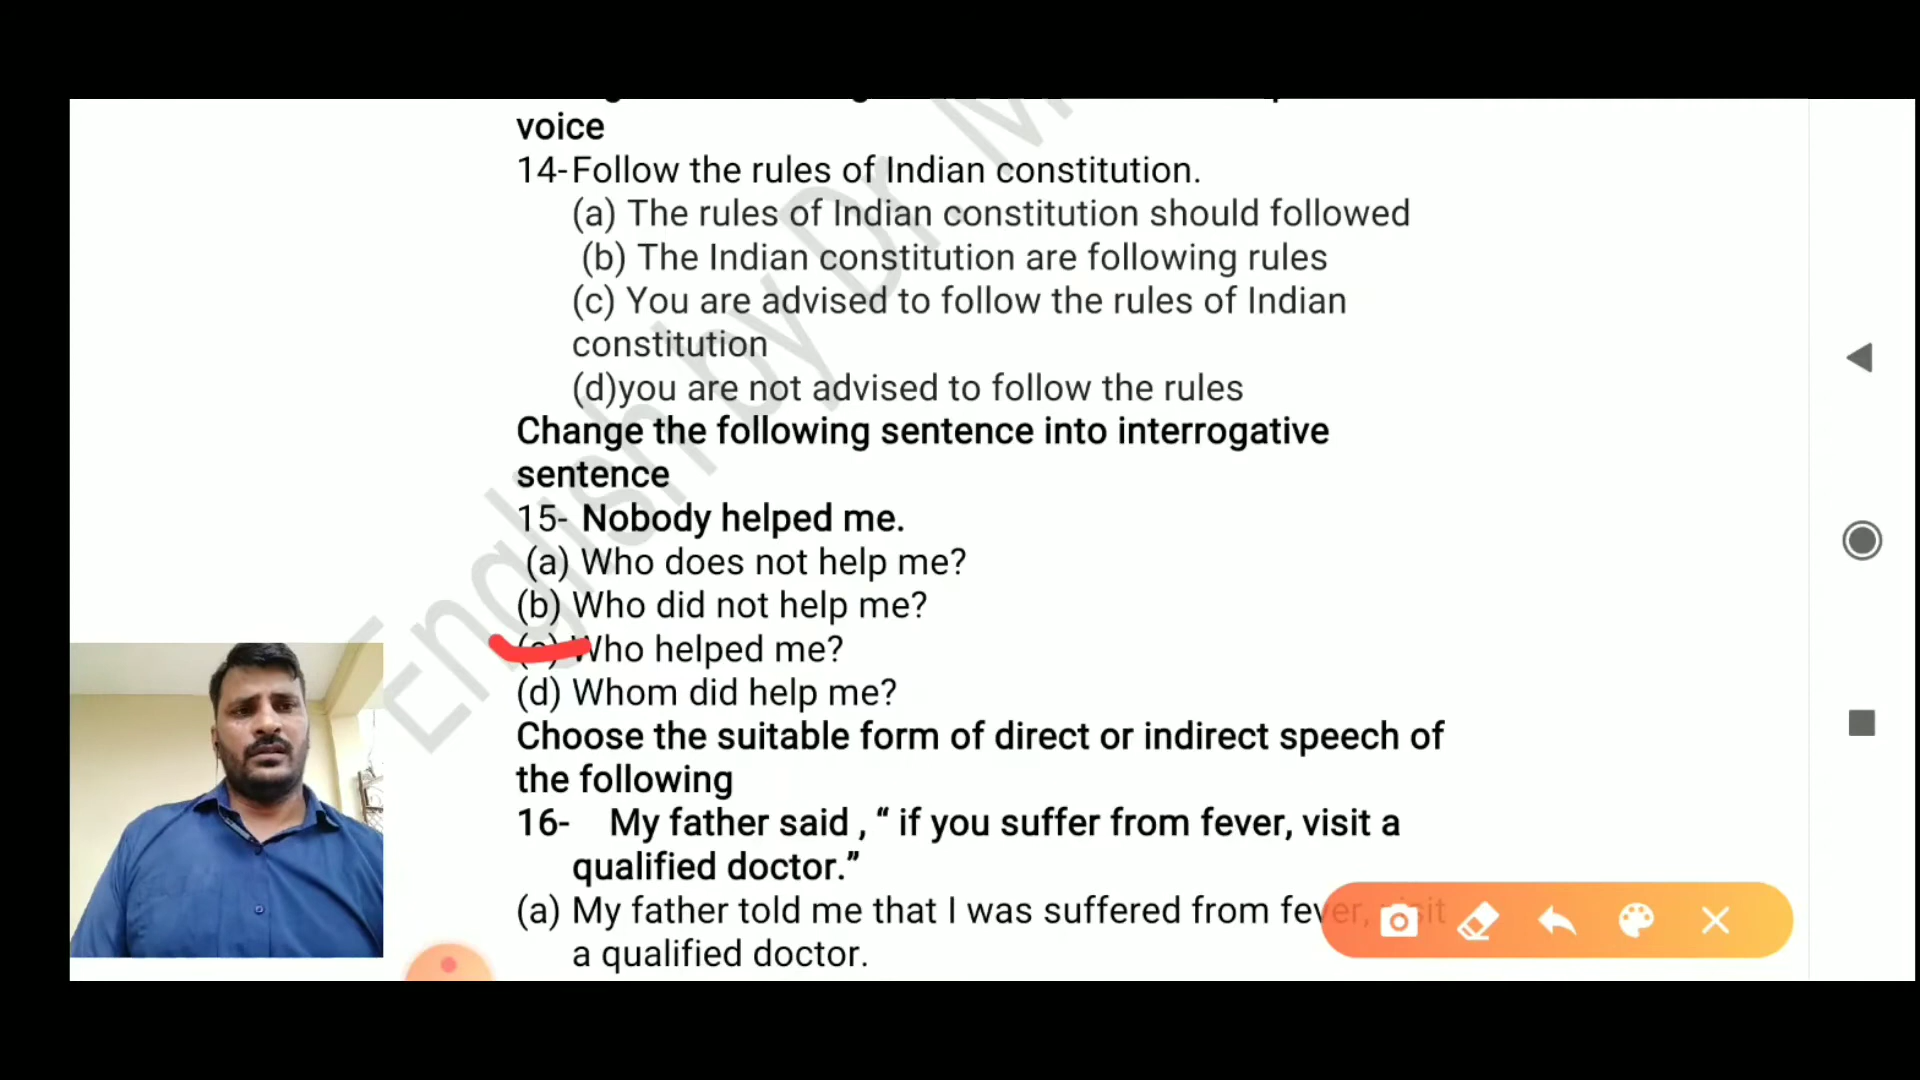 voice
14-Follow the rules of Indian constitution.
(a) The rules of Indian constitution should followed
(b) The Indian constitution are following rules
(c) You are advised to follow the rules of Indian
constitution
(d)you are not advised to follow the rules
Change the following sentence into interrogative
sentence
15- Nobody helped me.
(a) Who does not help me?
(b) Who did not help me?
(c) Who helped me?
(d) Whom did help me?
Choose the suitable form of direct or indirect speech of
the following
16- My father said , “ if you suffer from fever, visit a
qualified doctor.”
(a) My father told me that I was suffered from fever, visit
a qualified doctor.
English by Dr.